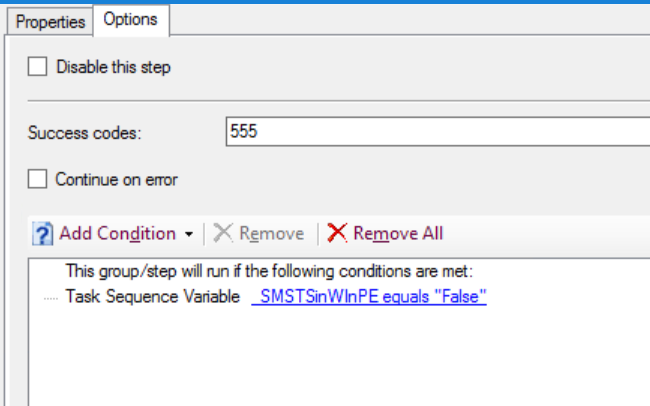 Properties Options
Disable this step
Success codes: 555
Continue on error
Add Condition Remove Remove All
This group/step will run if the following conditions are met:
Task Sequence Variable _SMSTSinWInPE equals "False"